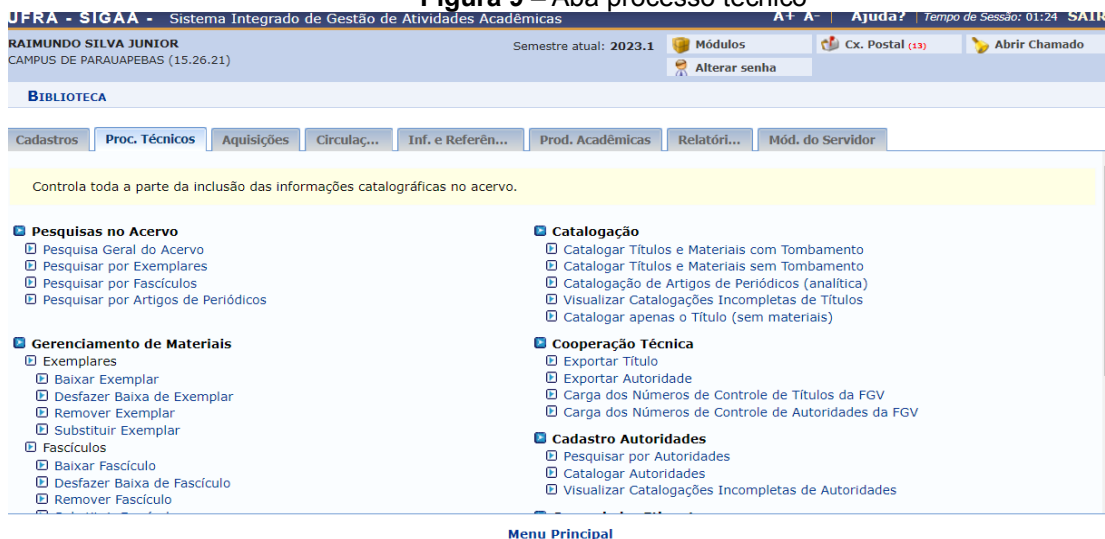 Figura 9 – Aba processo técnico
UFRA - SIGAA - Sistema Integrado de Gestão de Atividades Acadêmicas A+ A- | Ajuda? | Tempo de Sessão: 01:24 SAIR
RAIMUNDO SILVA JUNIOR Semestre atual: 2023.1 Módulos Cx. Postal (13) Abrir Chamado
CAMPUS DE PARAUAPEBAS (15.26.21) Alterar senha
BIBLIOTECA
Cadastros Proc. Técnicos Aquisições Circulaç... Inf. e Referên... Prod. Acadêmicas Relatóri... Mód. do Servidor
Controla toda a parte da inclusão das informações catalográficas no acervo.
Pesquisas no Acervo
Pesquisa Geral do Acervo
Pesquisar por Exemplares
Pesquisar por Fascículos
Pesquisar por Artigos de Periódicos
Gerenciamento de Materiais
Exemplares
Baixar Exemplar
Desfazer Baixa de Exemplar
Remover Exemplar
Substituir Exemplar
Fascículos
Baixar Fascículo
Desfazer Baixa de Fascículo
Remover Fascículo
Catalogação
Catalogar Títulos e Materiais com Tombamento
Catalogar Títulos e Materiais sem Tombamento
Catalogação de Artigos de Periódicos (analítica)
Visualizar Catalogações Incompletas de Títulos
Catalogar apenas o Título (sem materiais)
Cooperação Técnica
Exportar Título
Exportar Autoridade
Carga dos Números de Controle de Títulos da FGV
Carga dos Números de Controle de Autoridades da FGV
Cadastro Autoridades
Pesquisar por Autoridades
Catalogar Autoridades
Visualizar Catalogações Incompletas de Autoridades
Menu Principal